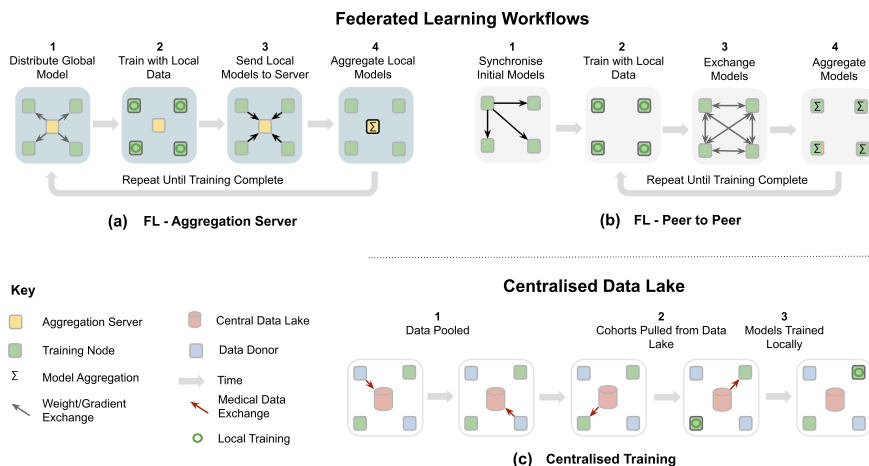 Federated Learning Workflows
1
Distribute Global
Model
2
Train with Local
Data
3
Send Local
Models to Server
4
Aggregate Local
Models
Σ
Repeat Until Training Complete
(a) FL - Aggregation Server
1
Synchronise
Initial Models
2
Train with Local
Data
3
Exchange
Models
4
Aggregate
Models
Σ Σ
Σ Σ
Repeat Until Training Complete
(b) FL - Peer to Peer
Key
Aggregation Server
Training Node
Σ Model Aggregation
Weight/Gradient
Exchange
Central Data Lake
Data Donor
Time
Medical Data
Exchange
Local Training
Centralised Data Lake
1
Data Pooled
2
Cohorts Pulled from Data
Lake
3
Models Trained
Locally
(c) Centralised Training